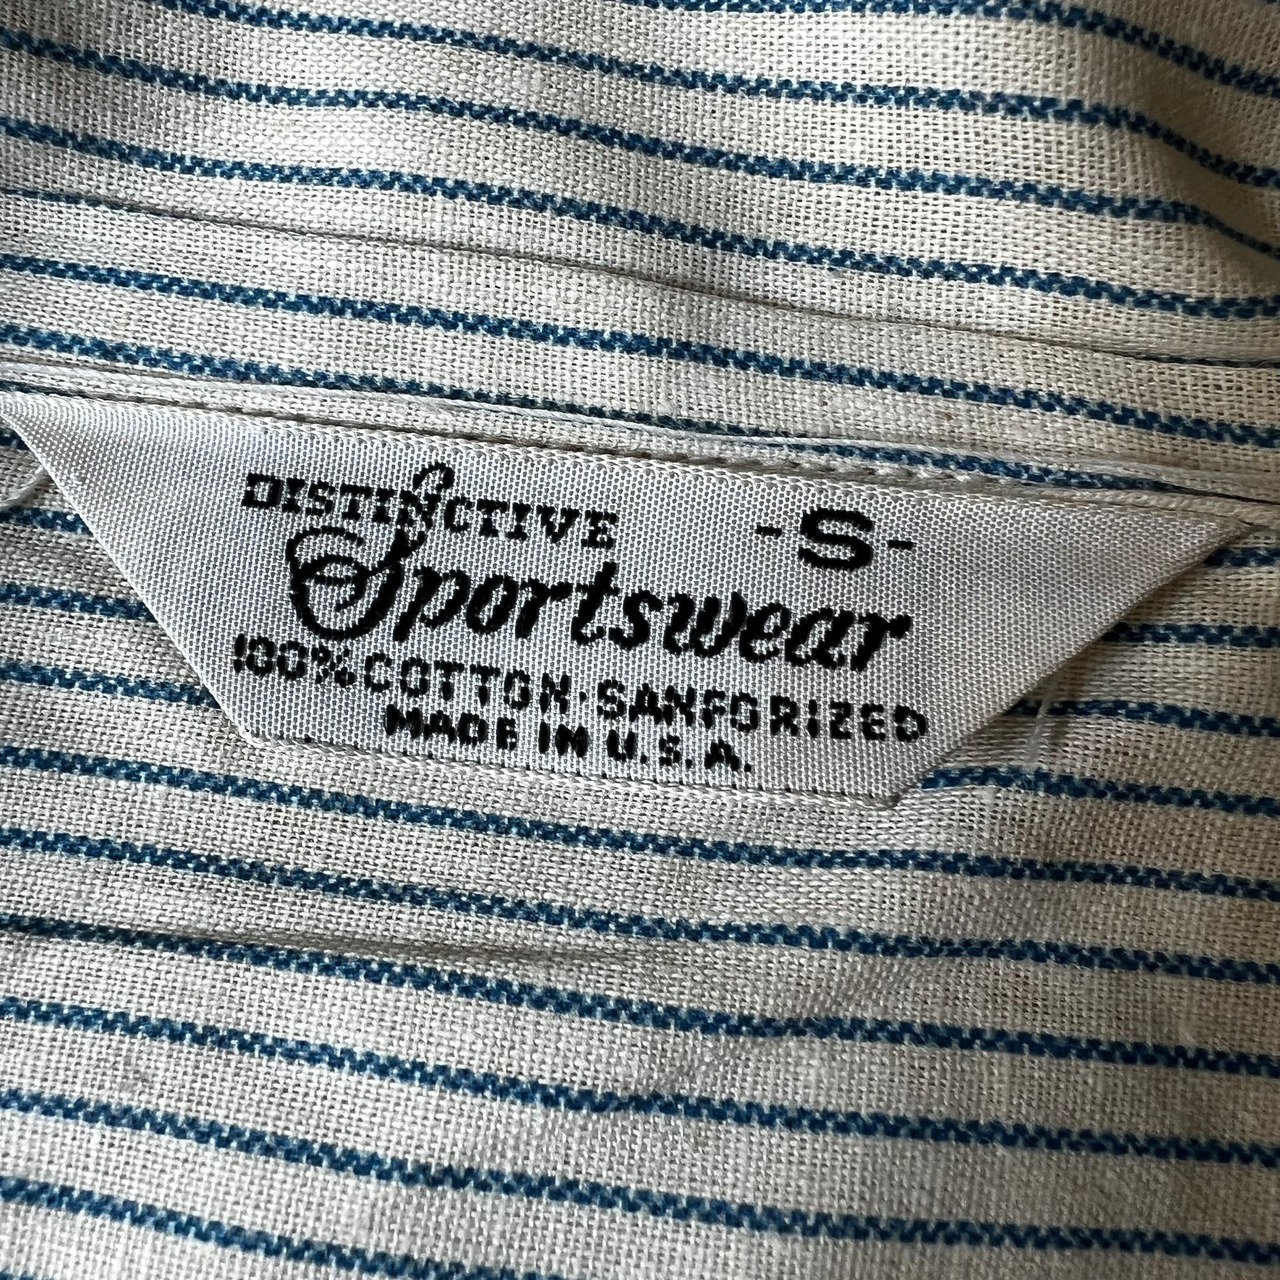 DISTINCTIVE -S-
Sportswear
100% COTTON · SANFORIZED
MADE IN U.S.A.